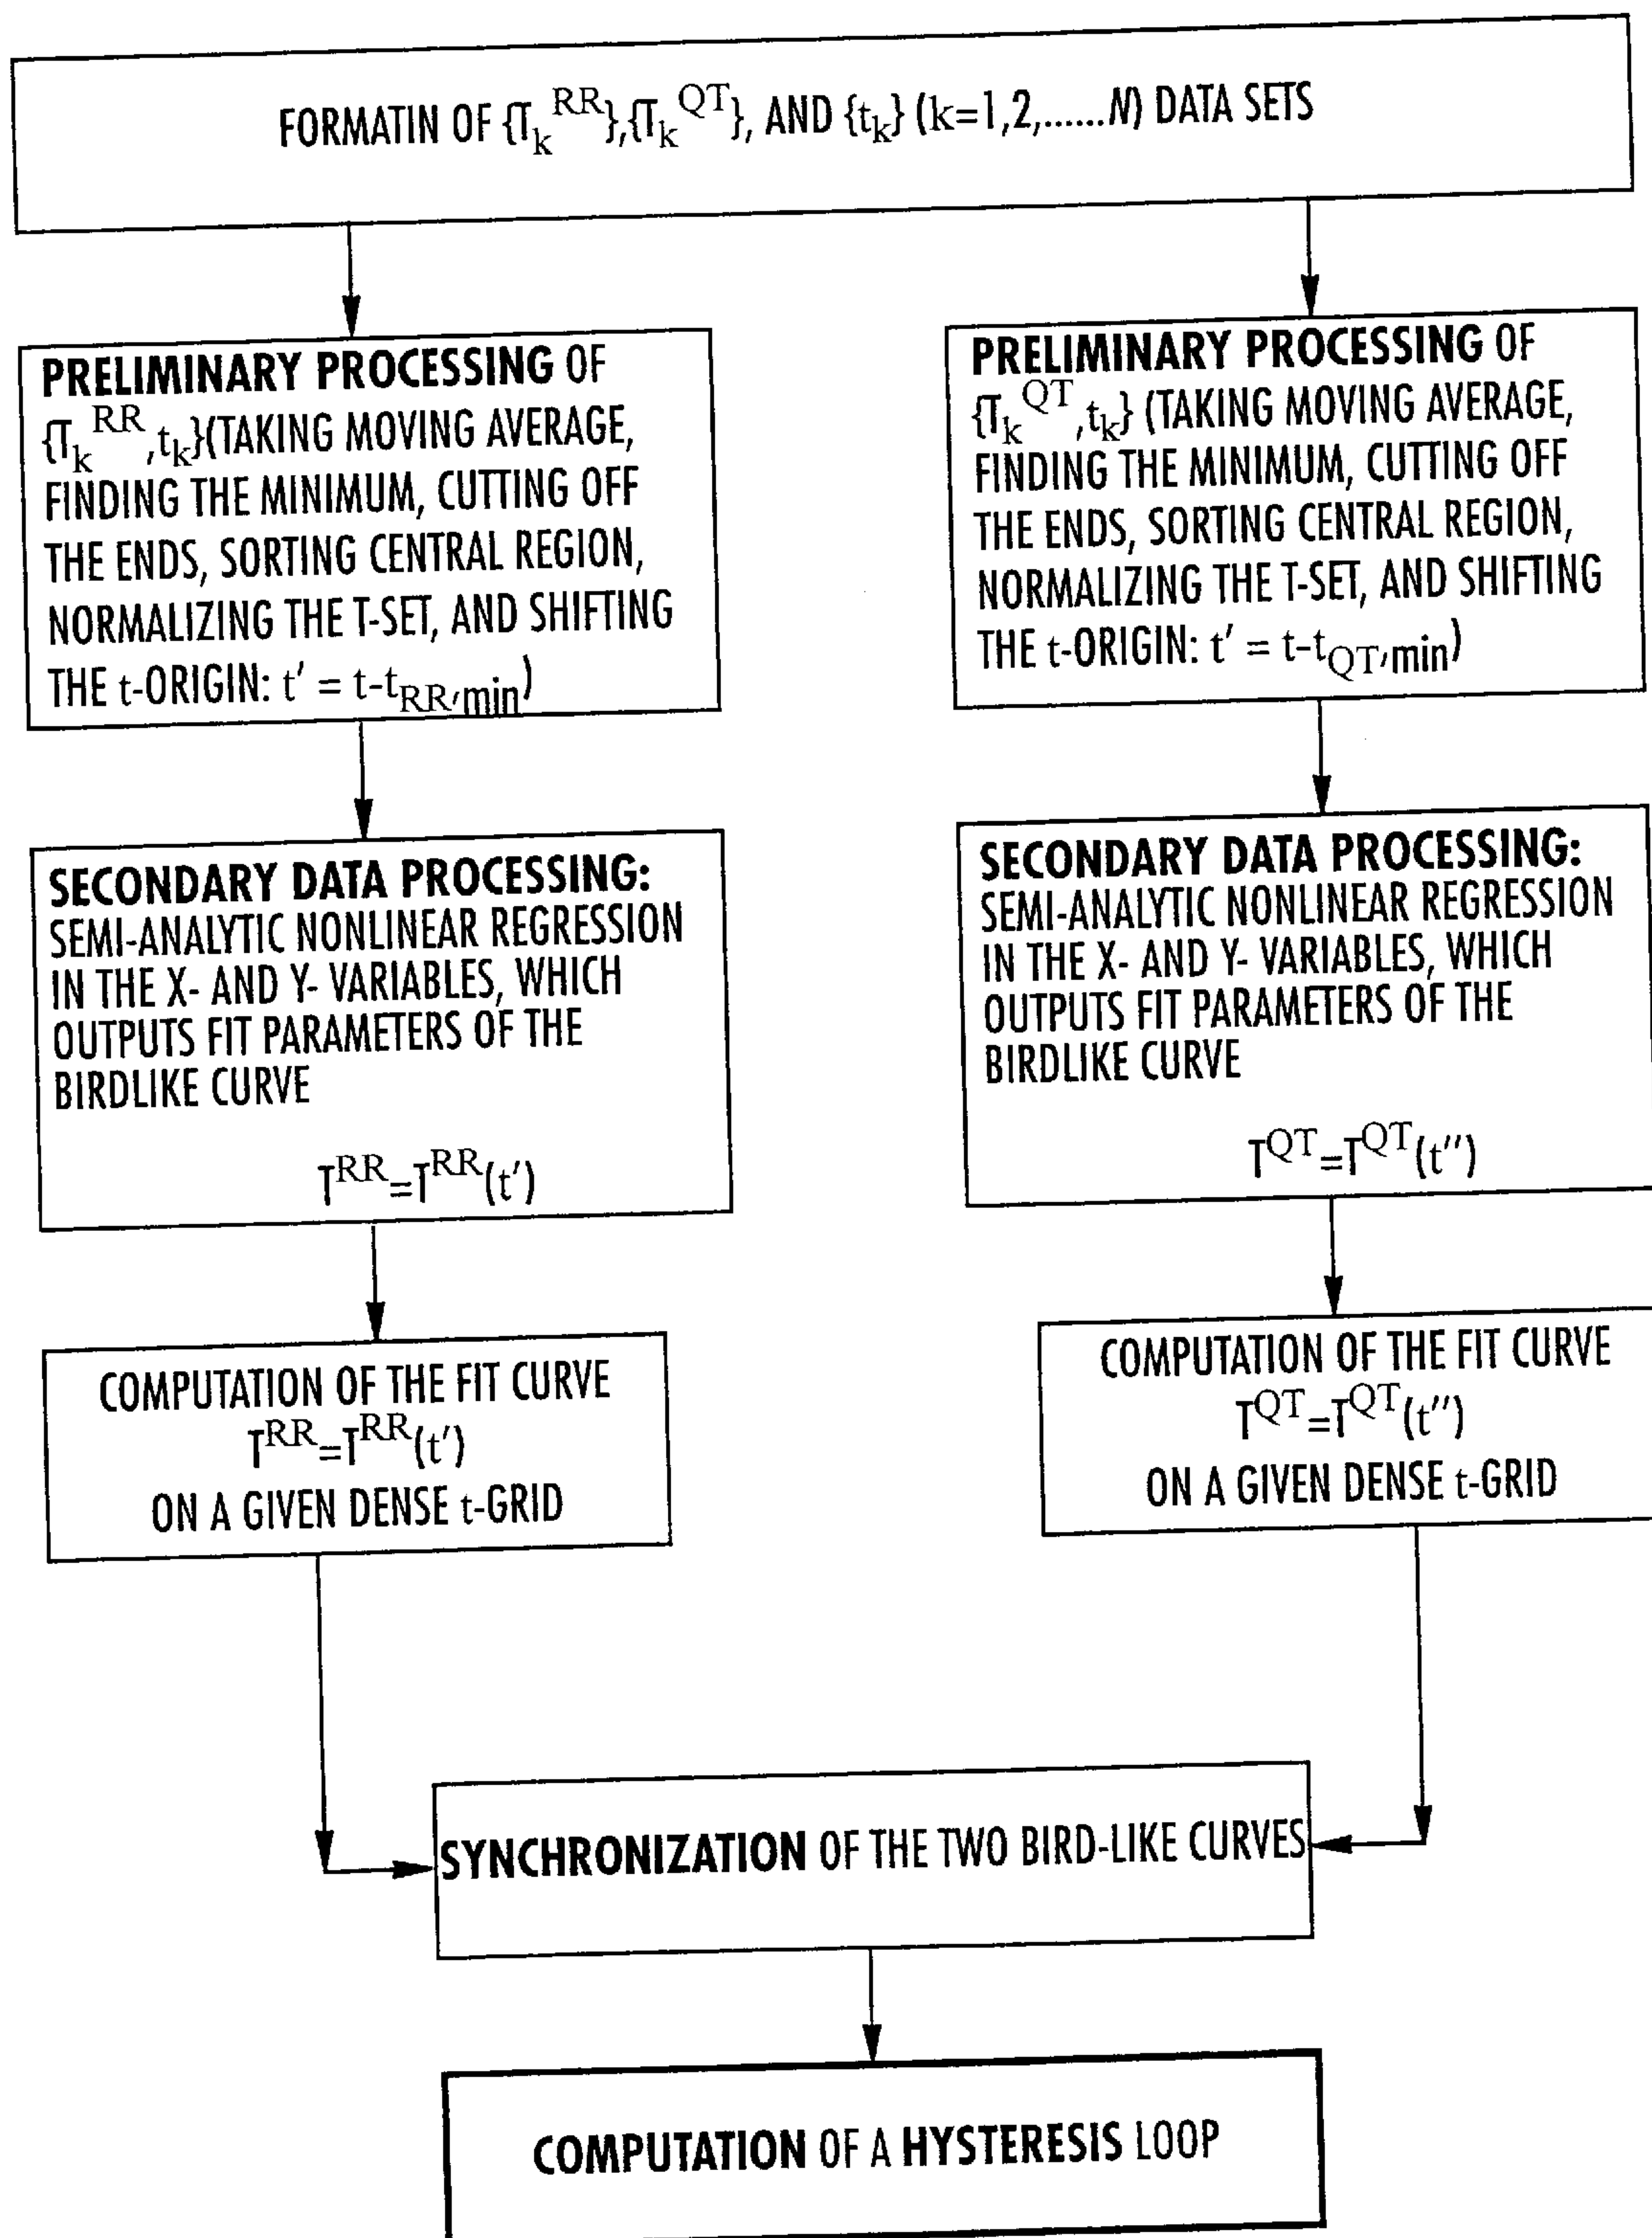 FORMATIN OF {T_k^RR},{T_k^QT}, AND {t_k} (k=1,2,......N) DATA SETS
PRELIMINARY PROCESSING OF
{T_k^RR,t_k}(TAKING MOVING AVERAGE,
FINDING THE MINIMUM, CUTTING OFF
THE ENDS, SORTING CENTRAL REGION,
NORMALIZING THE T-SET, AND SHIFTING
THE t-ORIGIN: t' = t-t_RR,min)
PRELIMINARY PROCESSING OF
{T_k^QT,t_k} (TAKING MOVING AVERAGE,
FINDING THE MINIMUM, CUTTING OFF
THE ENDS, SORTING CENTRAL REGION,
NORMALIZING THE T-SET, AND SHIFTING
THE t-ORIGIN: t' = t-t_QT,min)
SECONDARY DATA PROCESSING:
SEMI-ANALYTIC NONLINEAR REGRESSION
IN THE X- AND Y- VARIABLES, WHICH
OUTPUTS FIT PARAMETERS OF THE
BIRDLIKE CURVE
T^RR=T^RR(t')
SECONDARY DATA PROCESSING:
SEMI-ANALYTIC NONLINEAR REGRESSION
IN THE X- AND Y- VARIABLES, WHICH
OUTPUTS FIT PARAMETERS OF THE
BIRDLIKE CURVE
T^QT=T^QT(t'')
COMPUTATION OF THE FIT CURVE
T^RR=T^RR(t')
ON A GIVEN DENSE t-GRID
COMPUTATION OF THE FIT CURVE
T^QT=T^QT(t'')
ON A GIVEN DENSE t-GRID
SYNCHRONIZATION OF THE TWO BIRD-LIKE CURVES
COMPUTATION OF A HYSTERESIS LOOP